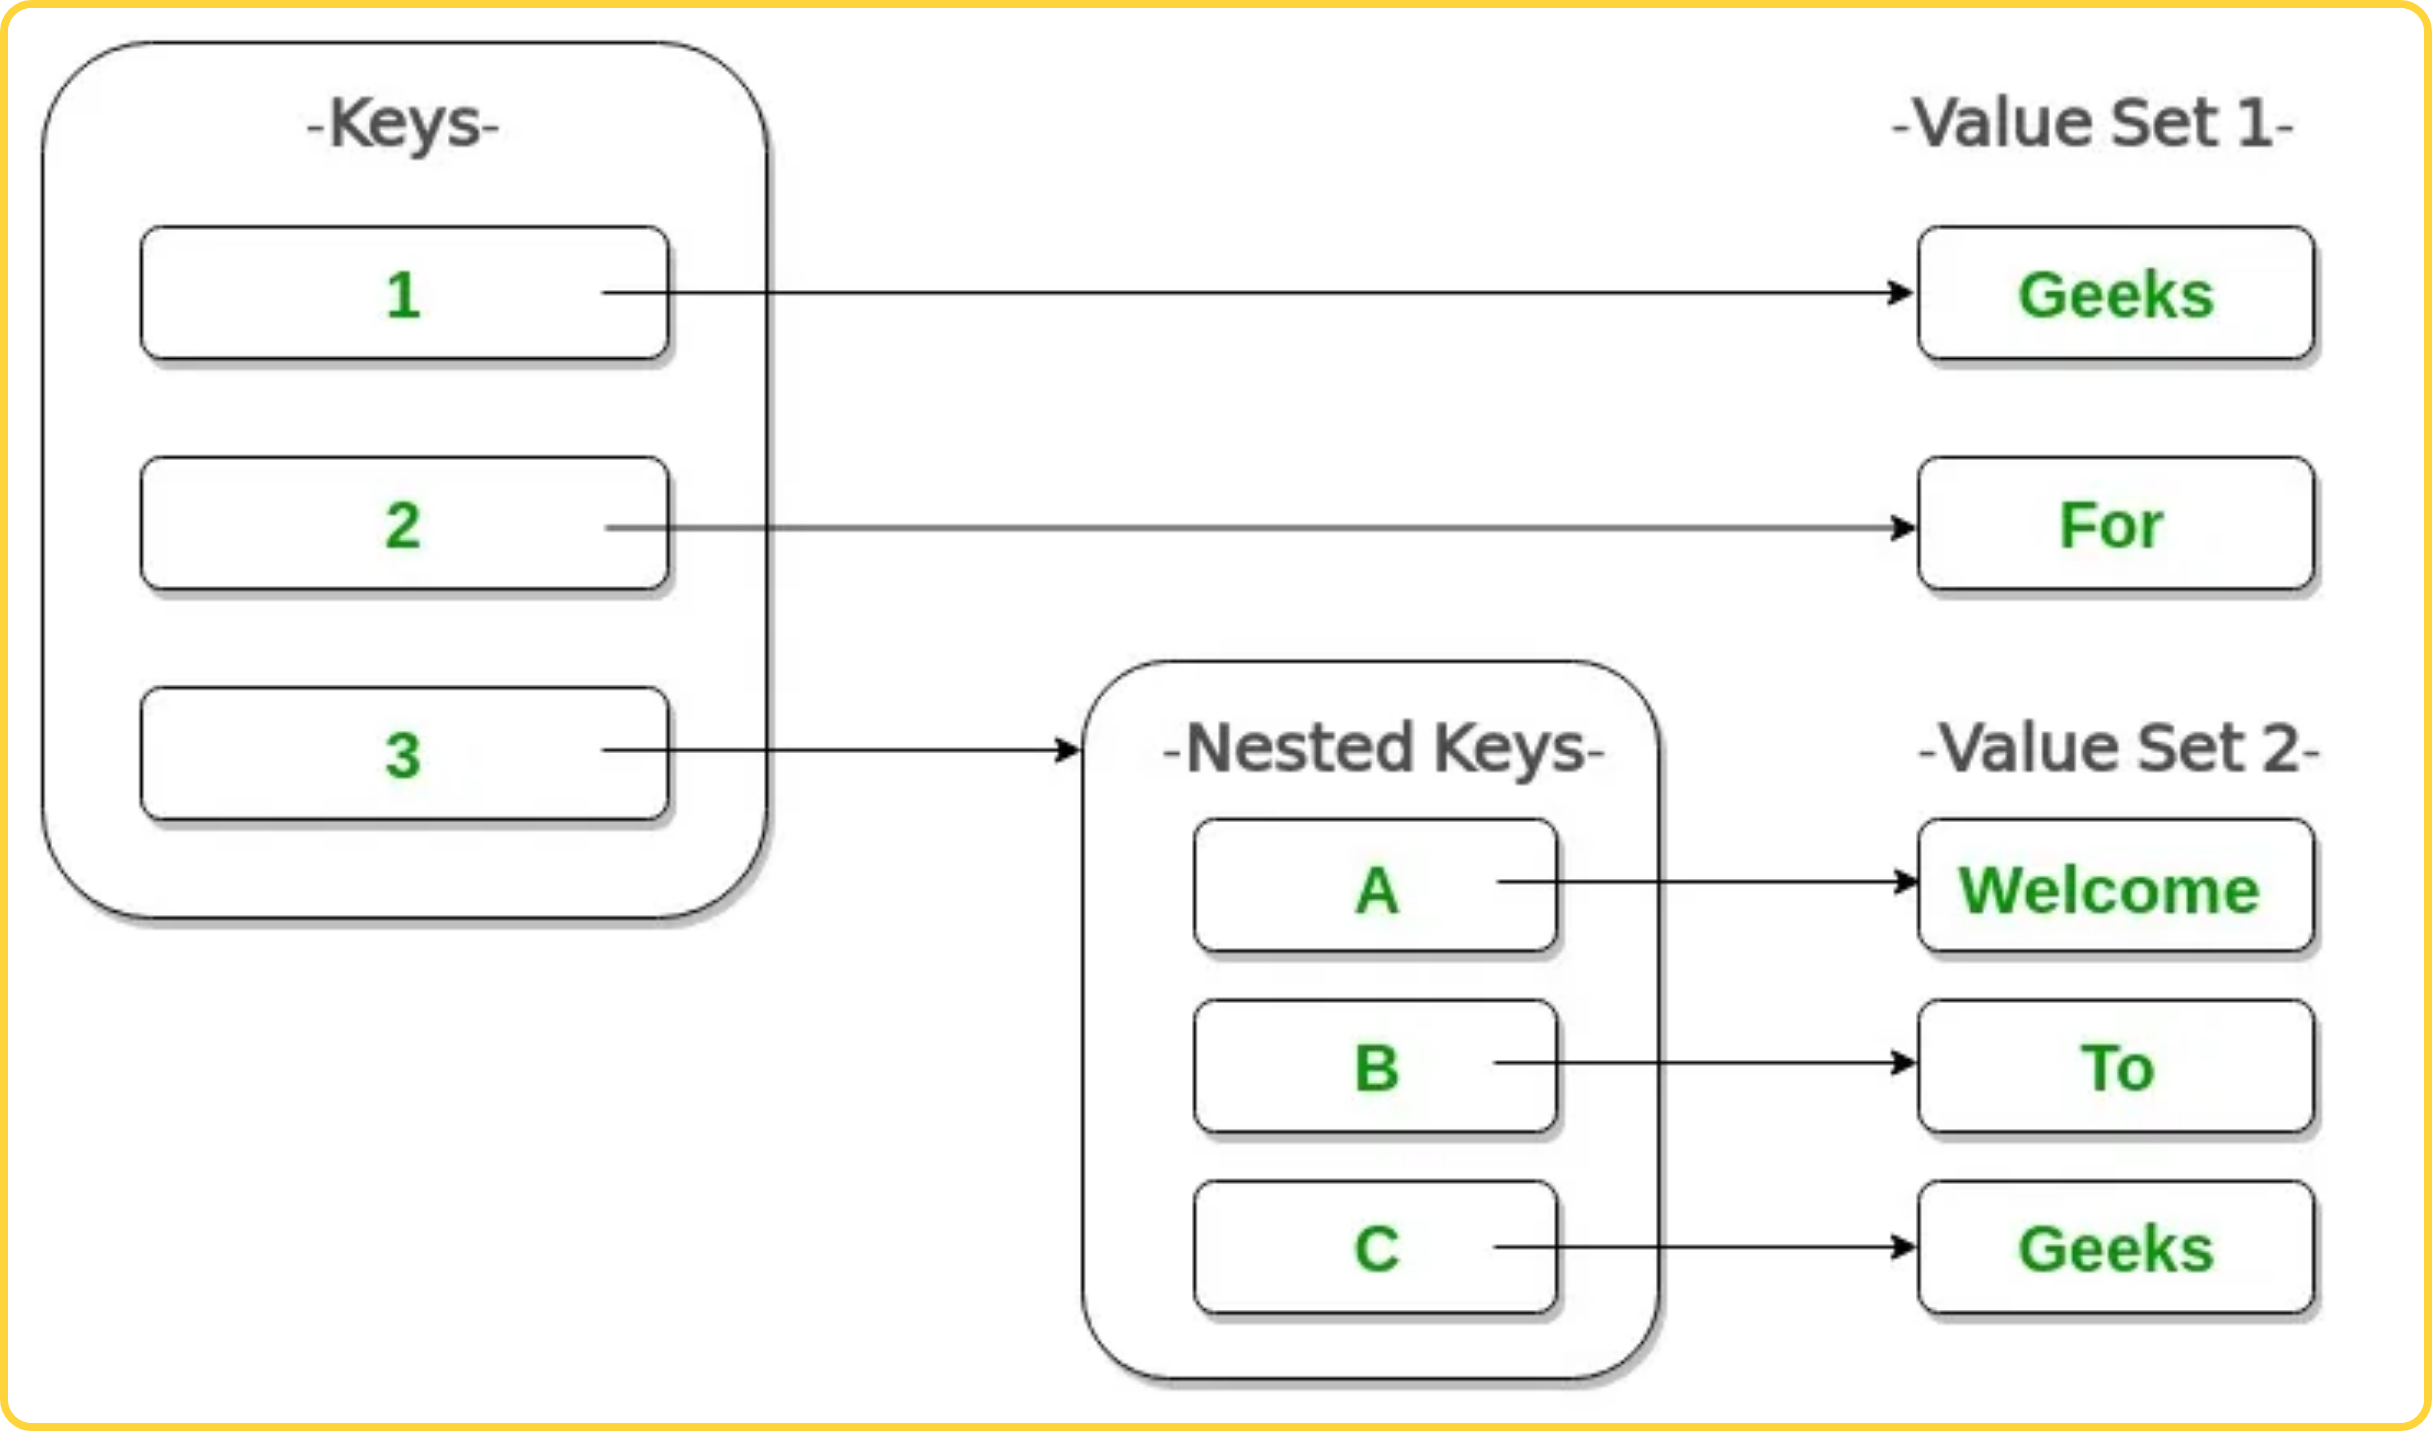 -Keys-
-Value Set 1-
1
Geeks
2
For
3
-Nested Keys-
-Value Set 2-
A
Welcome
B
To
C
Geeks